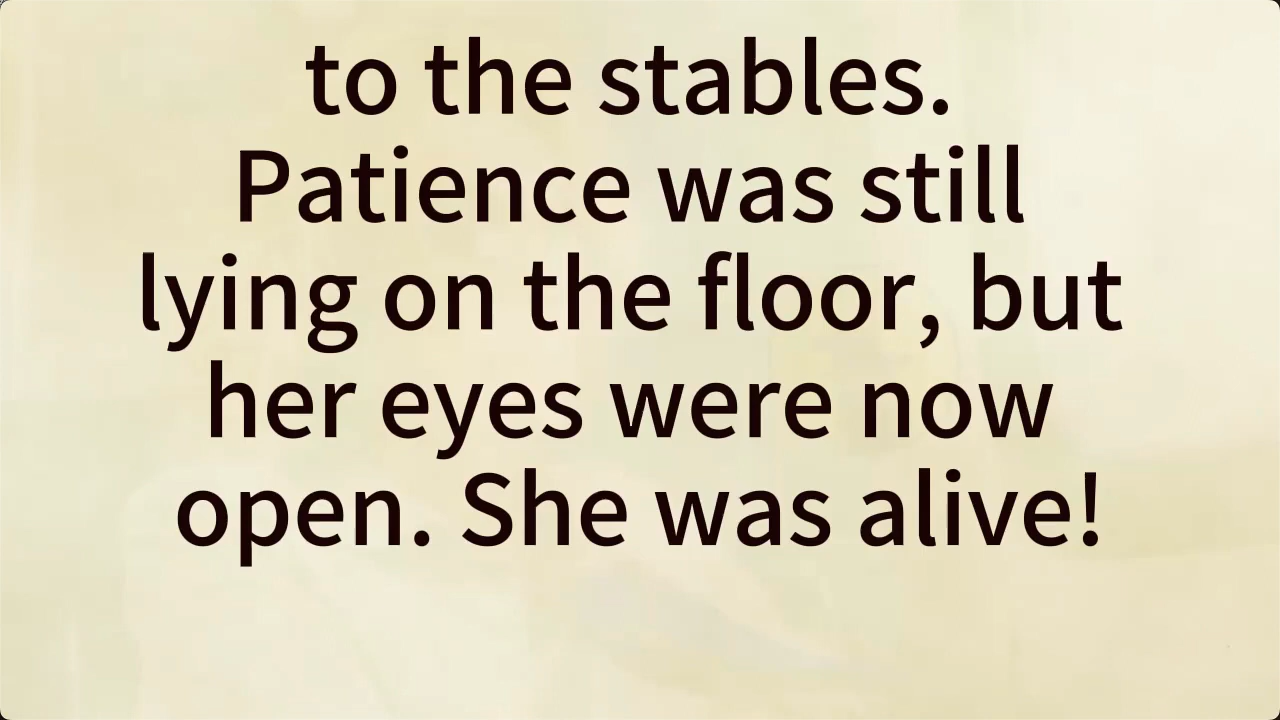 to the stables.
Patience was still
lying on the floor, but
her eyes were now
open. She was alive!